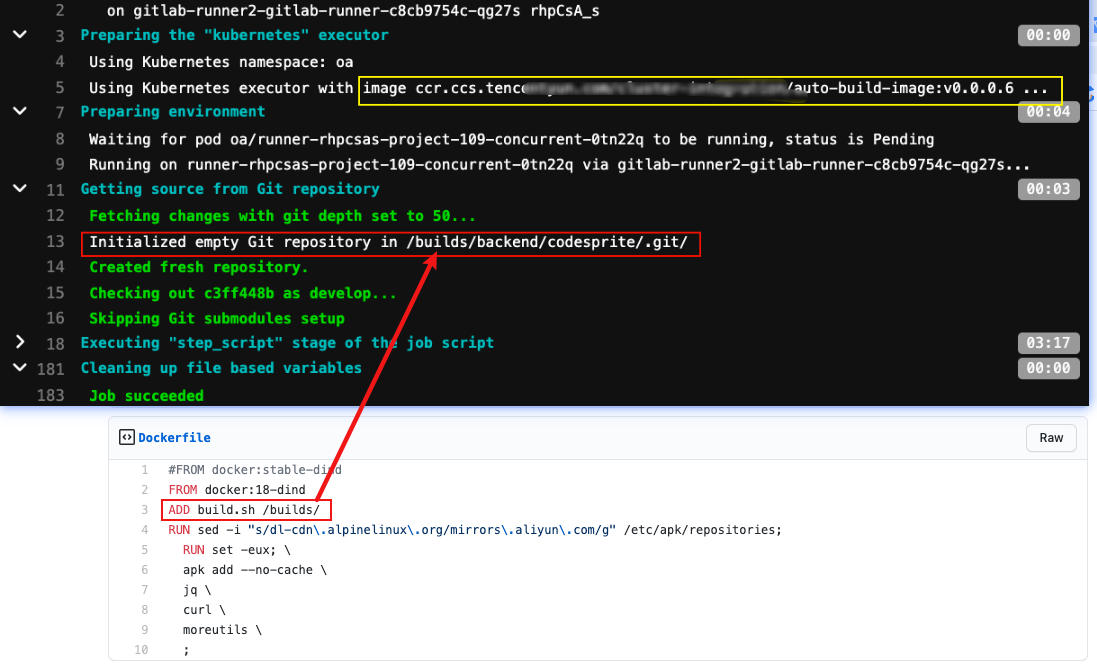 2 on gitlab-runner2-gitlab-runner-c8cb9754c-qg27s rhpCsA_s
3 Preparing the "kubernetes" executor 00:00
4 Using Kubernetes namespace: oa
5 Using Kubernetes executor with image ccr.ccs.tencentyun.com/cluster-integration/auto-build-image:v0.0.0.6 ...
7 Preparing environment 00:04
8 Waiting for pod oa/runner-rhpcsas-project-109-concurrent-0tn22q to be running, status is Pending
9 Running on runner-rhpcsas-project-109-concurrent-0tn22q via gitlab-runner2-gitlab-runner-c8cb9754c-qg27s...
11 Getting source from Git repository 00:03
12 Fetching changes with git depth set to 50...
13 Initialized empty Git repository in /builds/backend/codesprite/.git/
14 Created fresh repository.
15 Checking out c3ff448b as develop...
16 Skipping Git submodules setup
18 Executing "step_script" stage of the job script 03:17
181 Cleaning up file based variables 00:00
183 Job succeeded
Dockerfile Raw
1 #FROM docker:stable-dind
2 FROM docker:18-dind
3 ADD build.sh /builds/
4 RUN sed -i "s/dl-cdn\.alpinelinux\.org/mirrors\.aliyun\.com/g" /etc/apk/repositories;
5 RUN set -eux; \
6 apk add --no-cache \
7 jq \
8 curl \
9 moreutils \
10 ;